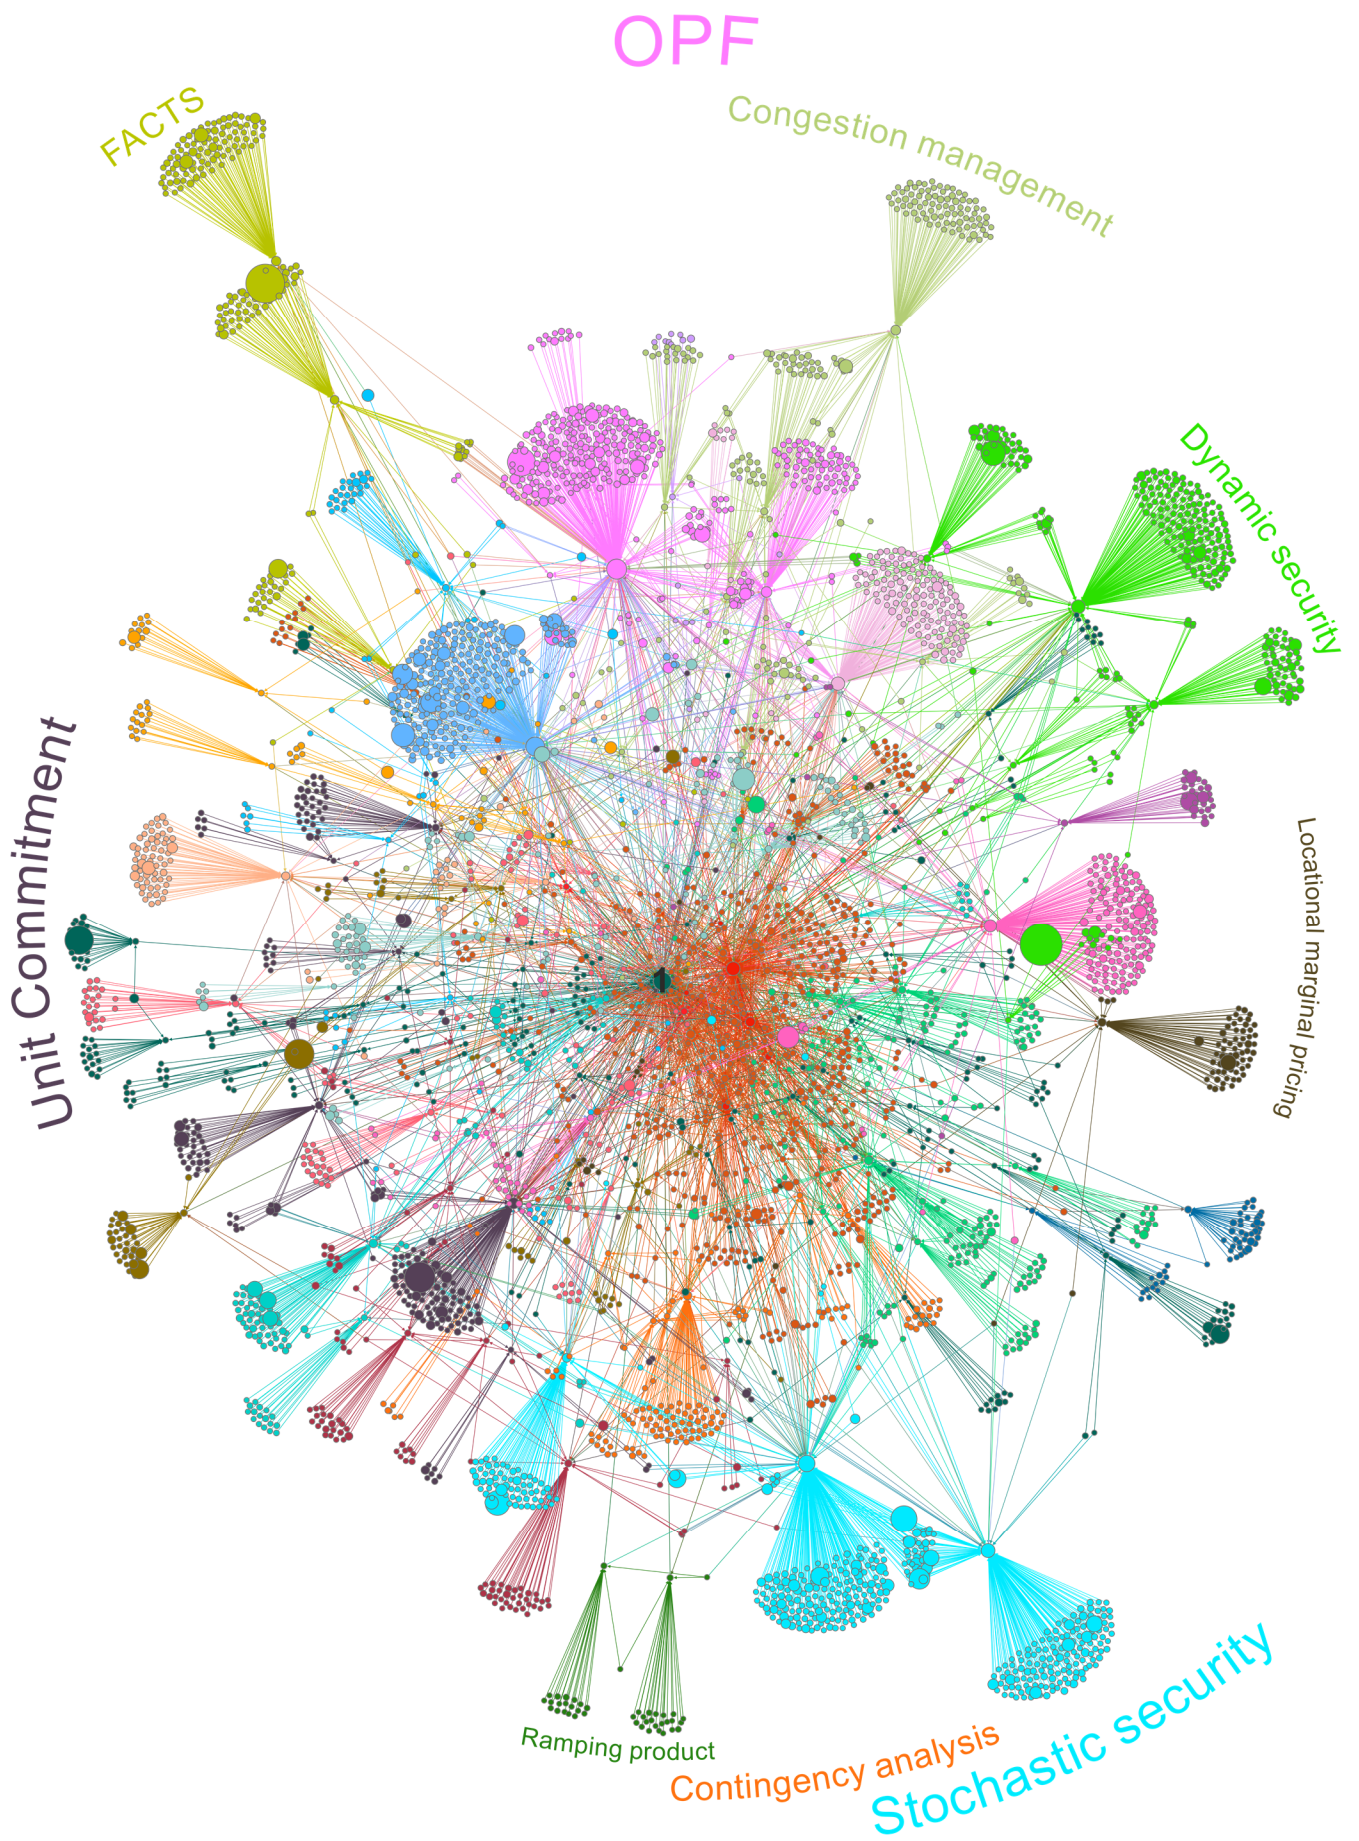 OPF
FACTS
Congestion management
Dynamic security
Unit Commitment
Locational marginal pricing
Ramping product
Contingency analysis
Stochastic security